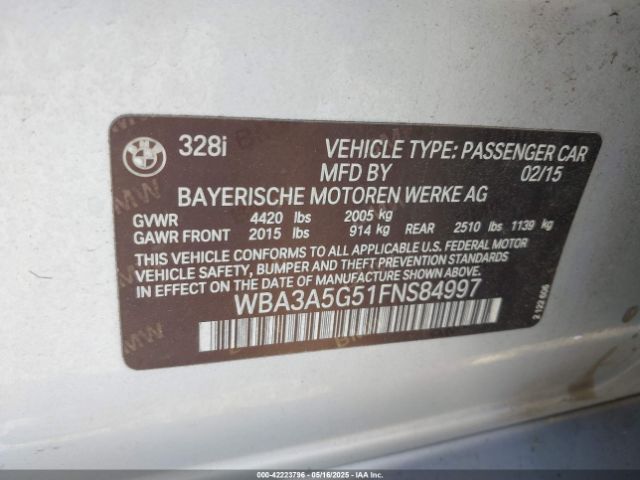 328i VEHICLE TYPE: PASSENGER CAR
MFD BY 02/15
BAYERISCHE MOTOREN WERKE AG
GVWR 4420 lbs 2005 kg
GAWR FRONT 2015 lbs 914 kg REAR 2510 lbs 1139 kg
THIS VEHICLE CONFORMS TO ALL APPLICABLE U.S. FEDERAL MOTOR
VEHICLE SAFETY, BUMPER AND THEFT PREVENTION STANDARDS
IN EFFECT ON THE DATE OF MANUFACTURE SHOWN ABOVE.
WBA3A5G51FNS84997
2 122 606
000-42223796 - 05/16/2025 - IAA Inc.